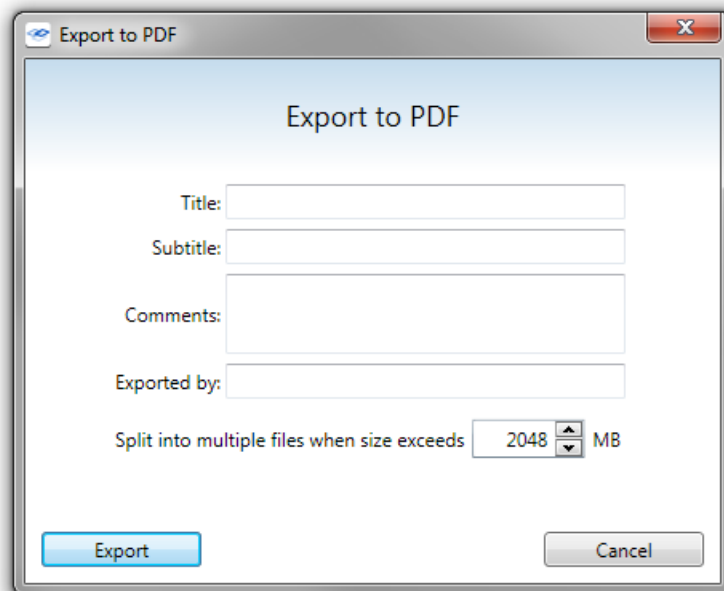 Export to PDF
Export to PDF
Title:
Subtitle:
Comments:
Exported by:
Split into multiple files when size exceeds 2048 MB
Export Cancel